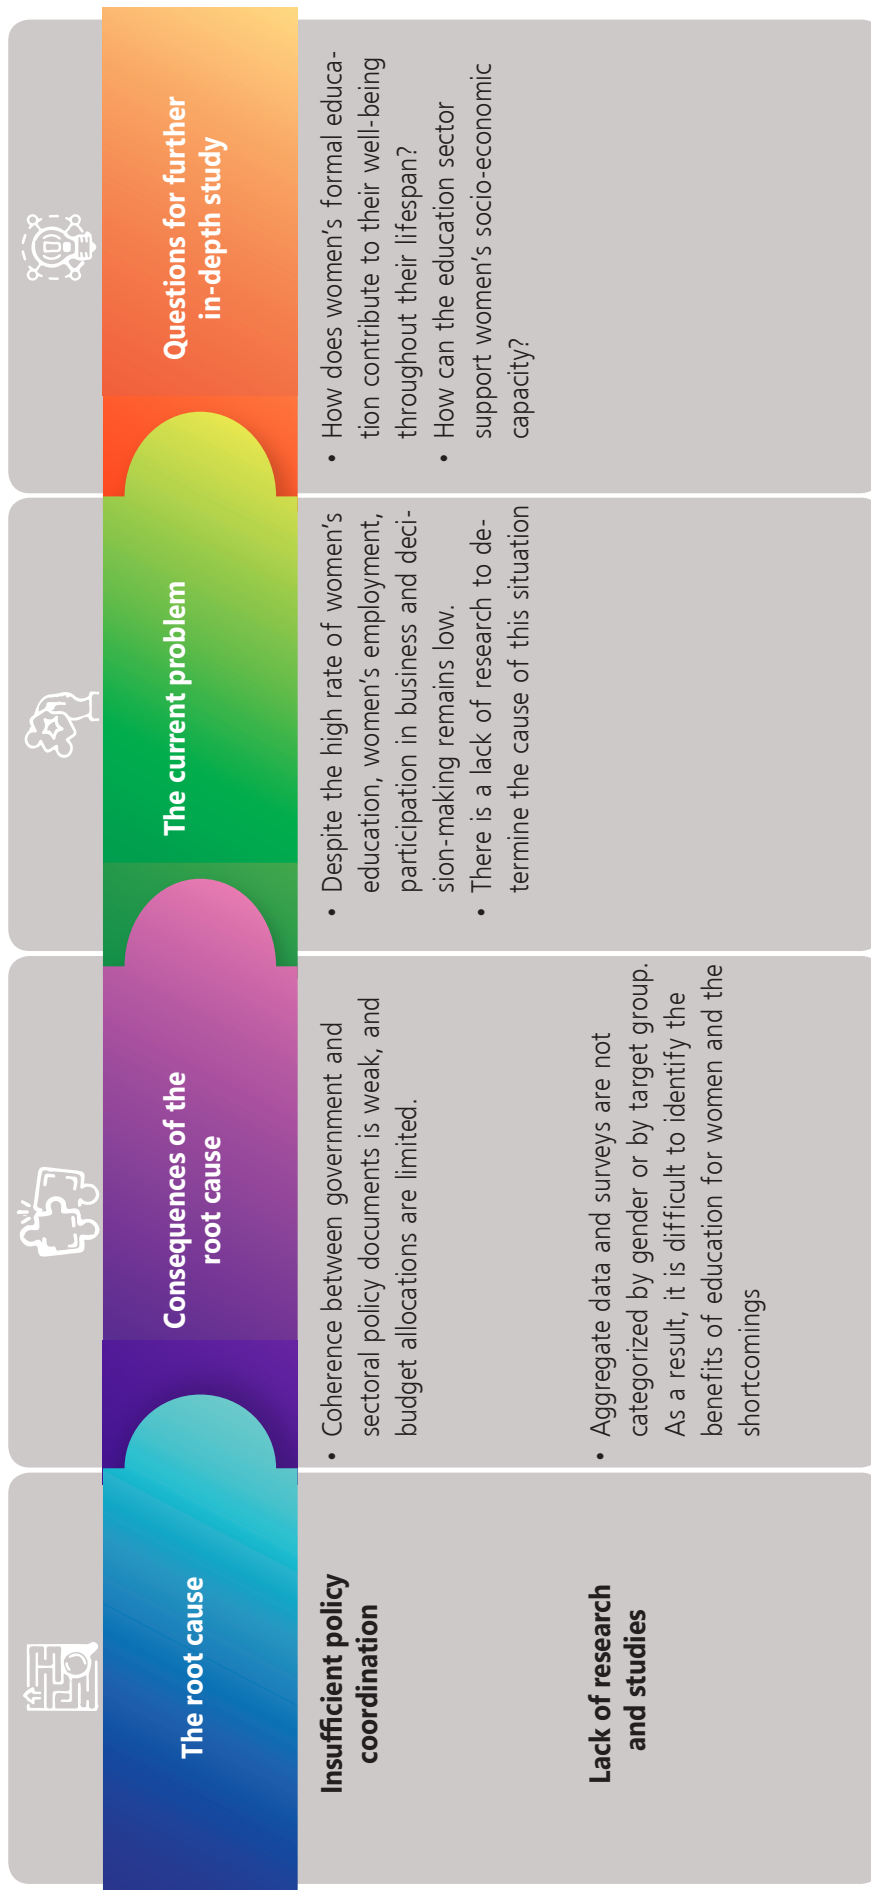 The root cause
Insufficient policy
coordination
Lack of research
and studies
Consequences of the
root cause
• Coherence between government and
sectoral policy documents is weak, and
budget allocations are limited.
• Aggregate data and surveys are not
categorized by gender or by target group.
As a result, it is difficult to identify the
benefits of education for women and the
shortcomings
The current problem
• Despite the high rate of women’s
education, women’s employment,
participation in business and deci-
sion-making remains low.
• There is a lack of research to de-
termine the cause of this situation
Questions for further
in-depth study
• How does women’s formal educa-
tion contribute to their well-being
throughout their lifespan?
• How can the education sector
support women’s socio-economic
capacity?